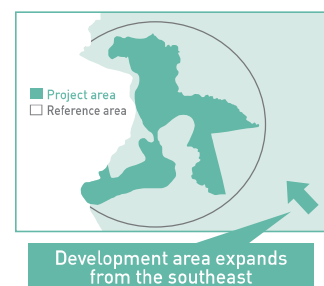 Project area
Reference area
Development area expands
from the southeast